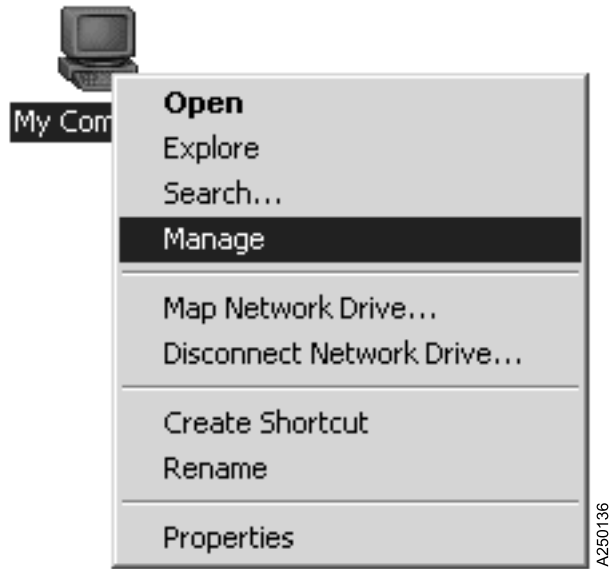 My Com
Open
Explore
Search...
Manage
Map Network Drive...
Disconnect Network Drive...
Create Shortcut
Rename
Properties
A250136